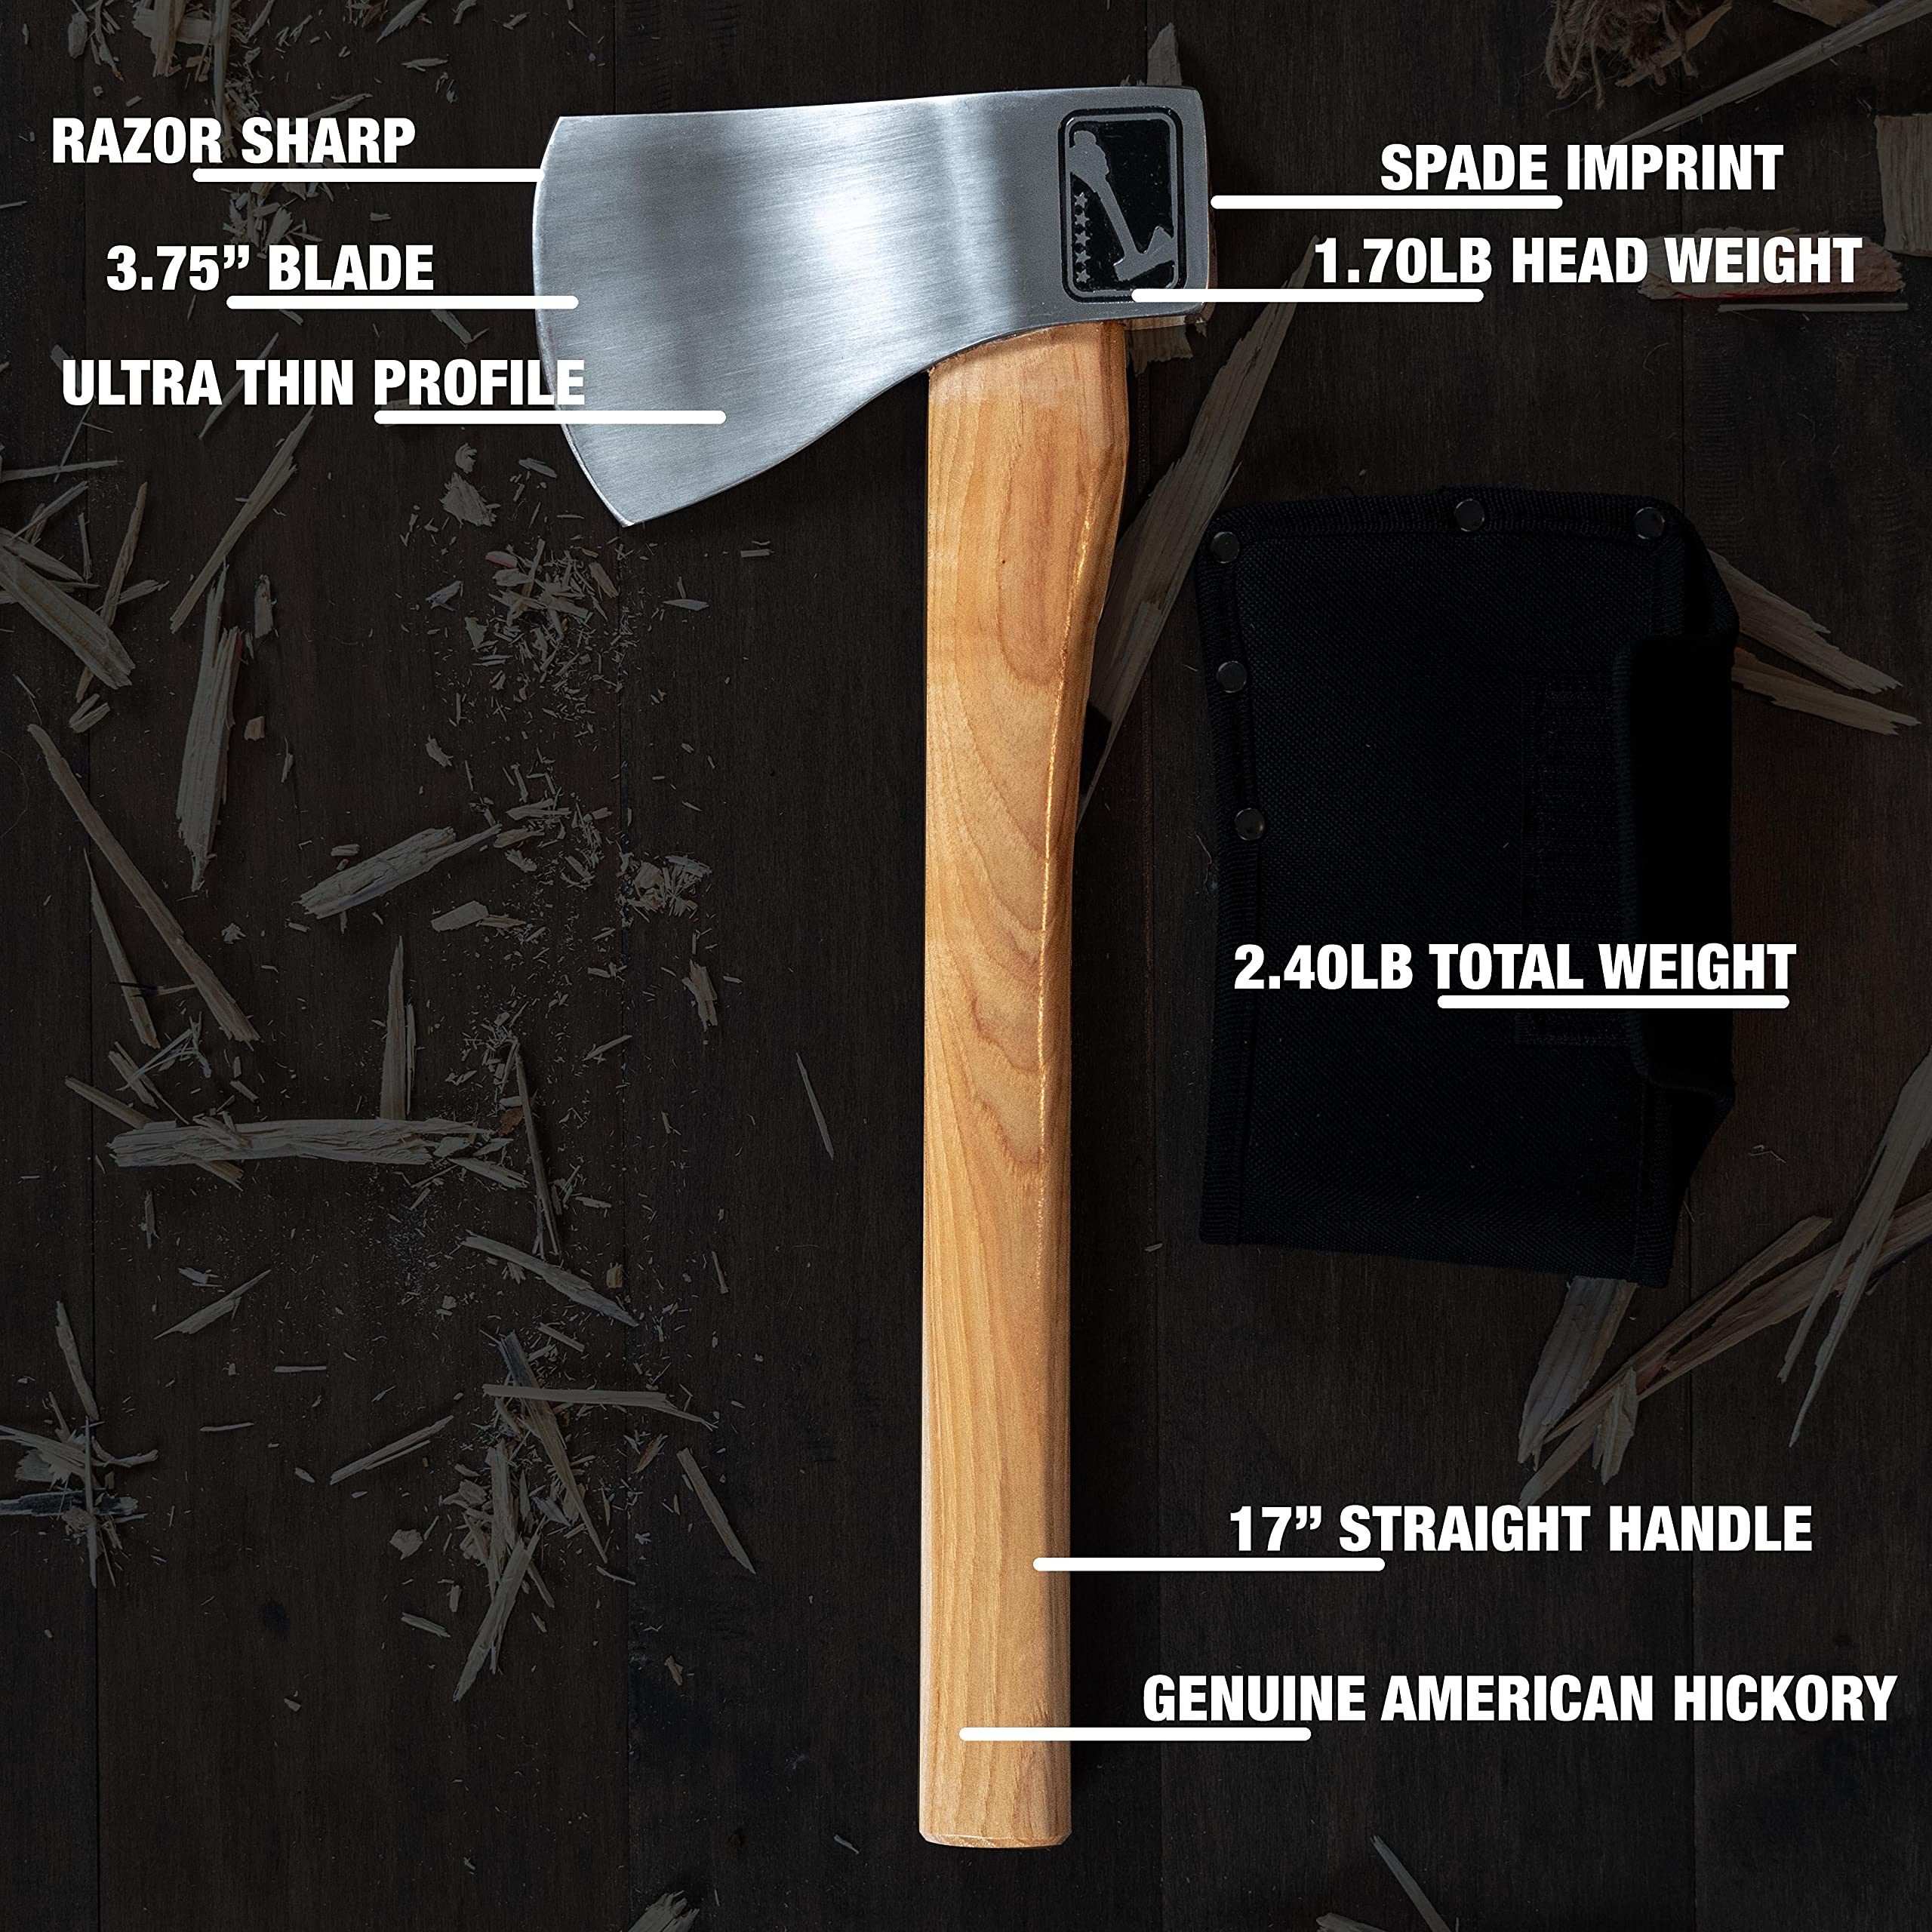 RAZOR SHARP
3.75” BLADE
ULTRA THIN PROFILE
SPADE IMPRINT
1.70LB HEAD WEIGHT
2.40LB TOTAL WEIGHT
17” STRAIGHT HANDLE
GENUINE AMERICAN HICKORY